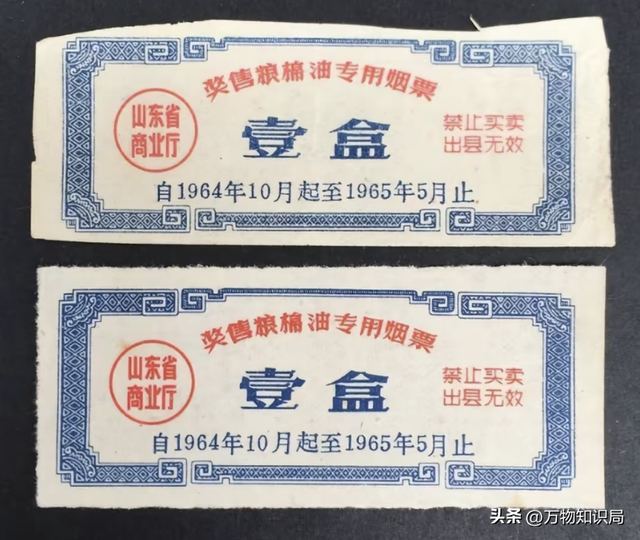 奖售粮棉油专用烟票
山东省
商业厅
壹盒
禁止买卖
出县无效
自1964年10月起至1965年5月止
奖售粮棉油专用烟票
山东省
商业厅
壹盒
禁止买卖
出县无效
自1964年10月起至1965年5月止
头条 @万物知识局